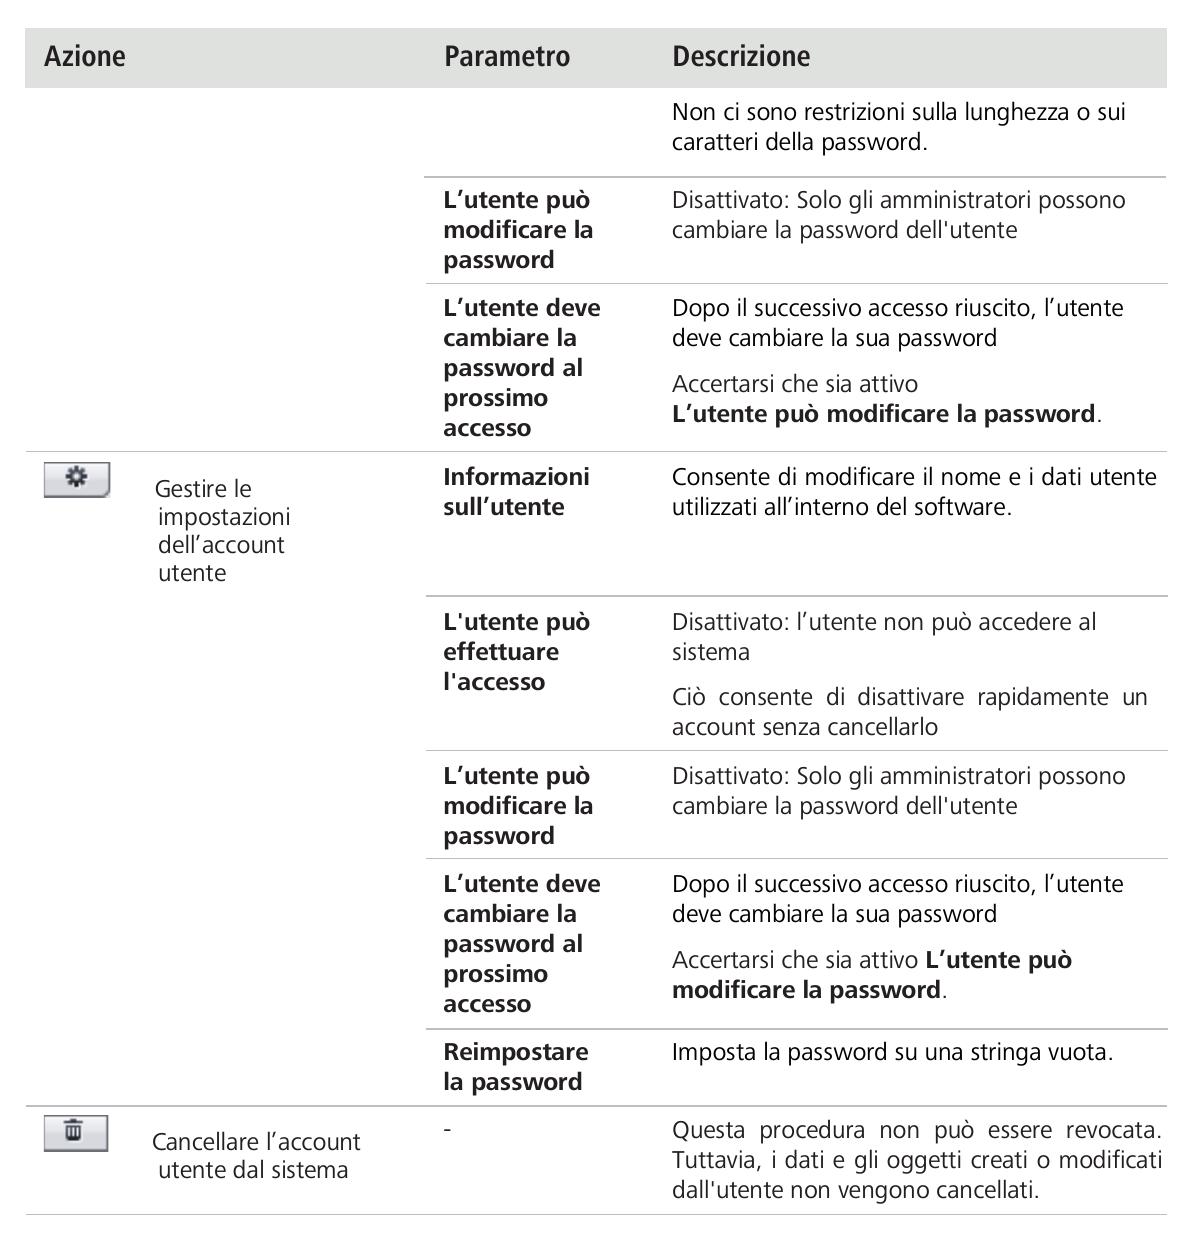 Azione Parametro Descrizione
Non ci sono restrizioni sulla lunghezza o sui
caratteri della password.
L’utente può
modificare la
password
Disattivato: Solo gli amministratori possono
cambiare la password dell'utente
L’utente deve
cambiare la
password al
prossimo
accesso
Dopo il successivo accesso riuscito, l’utente
deve cambiare la sua password
Accertarsi che sia attivo
L’utente può modificare la password.
Gestire le
impostazioni
dell’account
utente
Informazioni
sull’utente
Consente di modificare il nome e i dati utente
utilizzati all’interno del software.
L'utente può
effettuare
l'accesso
Disattivato: l’utente non può accedere al
sistema
Ciò consente di disattivare rapidamente un
account senza cancellarlo
L’utente può
modificare la
password
Disattivato: Solo gli amministratori possono
cambiare la password dell'utente
L’utente deve
cambiare la
password al
prossimo
accesso
Dopo il successivo accesso riuscito, l’utente
deve cambiare la sua password
Accertarsi che sia attivo L’utente può
modificare la password.
Reimpostare
la password
Imposta la password su una stringa vuota.
Cancellare l’account
utente dal sistema
-
Questa procedura non può essere revocata.
Tuttavia, i dati e gli oggetti creati o modificati
dall'utente non vengono cancellati.